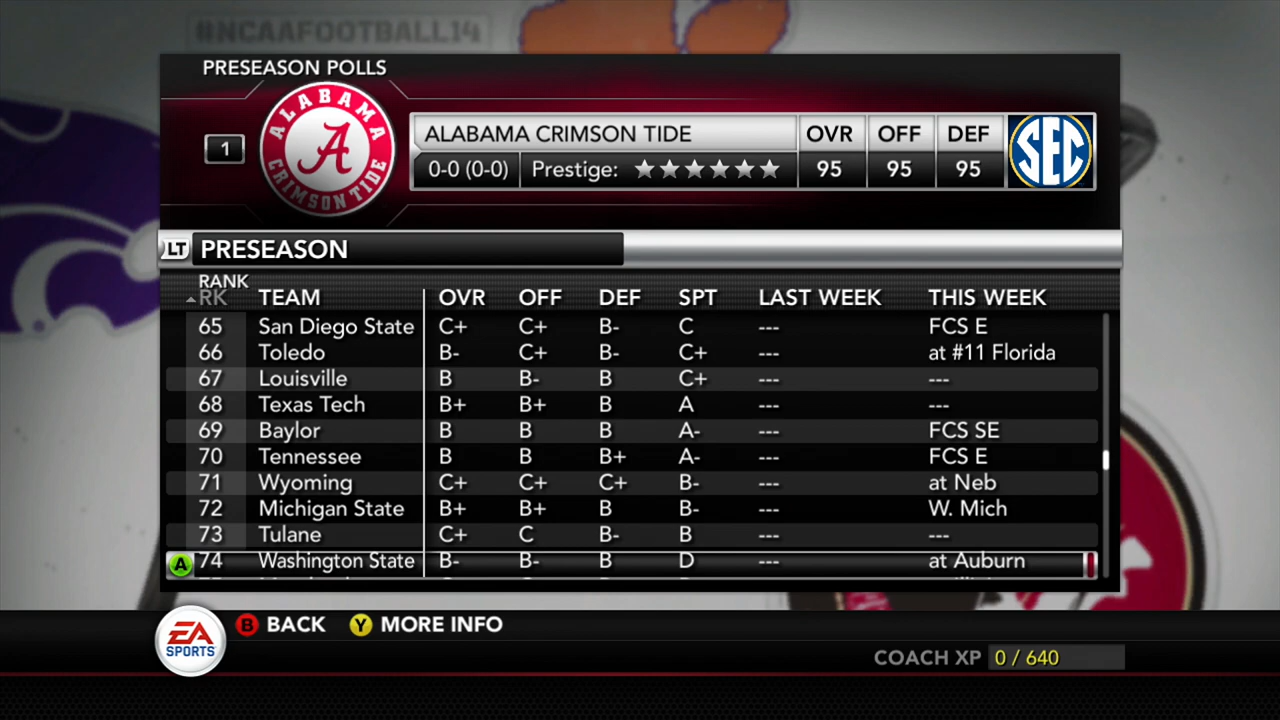 #NCAAFOOTBALL14
PRESEASON POLLS
1
ALABAMA
A
CRIMSON TIDE
ALABAMA CRIMSON TIDE OVR OFF DEF
0-0 (0-0) Prestige: 95 95 95
SEC
LT PRESEASON
RANK
RK TEAM OVR OFF DEF SPT LAST WEEK THIS WEEK
65 San Diego State C+ C+ B- C --- FCS E
66 Toledo B- C+ B- C+ --- at #11 Florida
67 Louisville B B- B C+ --- ---
68 Texas Tech B+ B+ B A --- ---
69 Baylor B B B A- --- FCS SE
70 Tennessee B B B+ A- --- FCS E
71 Wyoming C+ C+ C+ B- --- at Neb
72 Michigan State B+ B+ B B- --- W. Mich
73 Tulane C+ C B- B --- ---
A 74 Washington State B- B- B D --- at Auburn
EA SPORTS
B BACK Y MORE INFO
COACH XP 0 / 640